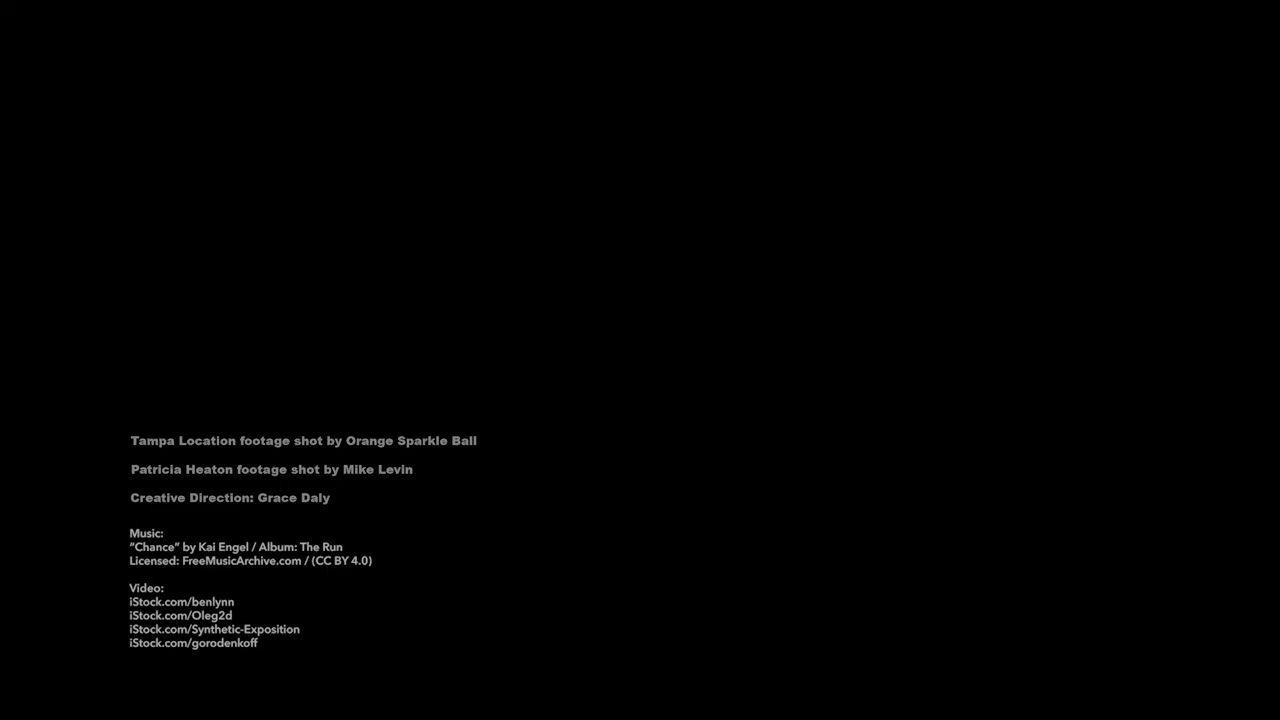 Tampa Location footage shot by Orange Sparkle Ball
Patricia Heaton footage shot by Mike Levin
Creative Direction: Grace Daly
Music:
“Chance” by Kai Engel / Album: The Run
Licensed: FreeMusicArchive.com / (CC BY 4.0)
Video:
iStock.com/benlynn
iStock.com/Oleg2d
iStock.com/Synthetic-Exposition
iStock.com/gorodenkoff